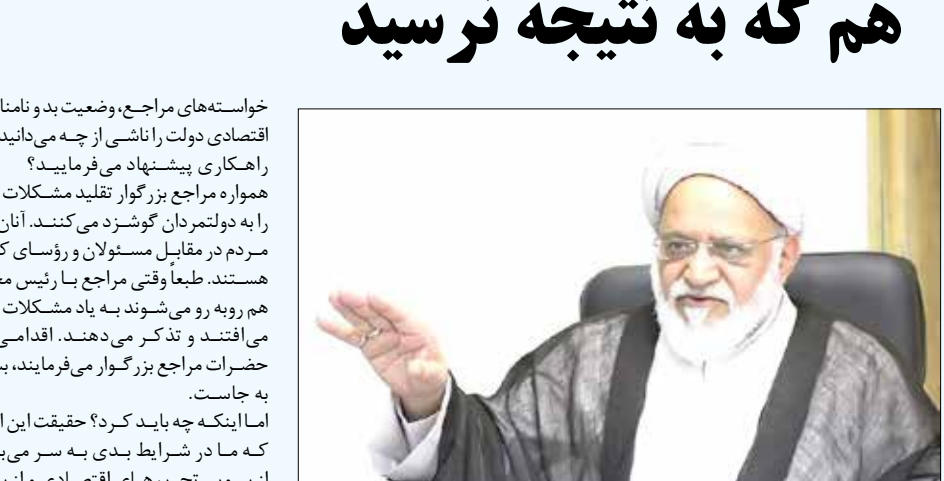 هم که به نتیجه نرسید
خواسته‌های مراجع، وضعیت بد و
اقتصادی دولت را ناشی از چه می‌دانید
راهکاری پیشنهاد می‌فرمایید؟
همواره مراجع بزرگوار تقلید مشکلات
را به دولتمردان گوشزد می‌کنند. آنان
مردم در مقابل مسئولان و رؤسای
هستند. طبعاً وقتی مراجع با رئیس
هم روبه رو می‌شوند به یاد مشکلات
می‌افتند و تذکر می‌دهند. اقدامی
حضرات مراجع بزرگوار می‌فرمایند،
به جاست.
اما اینکه چه باید کرد؟ حقیقت این
که ما در شرایط بدی به سر